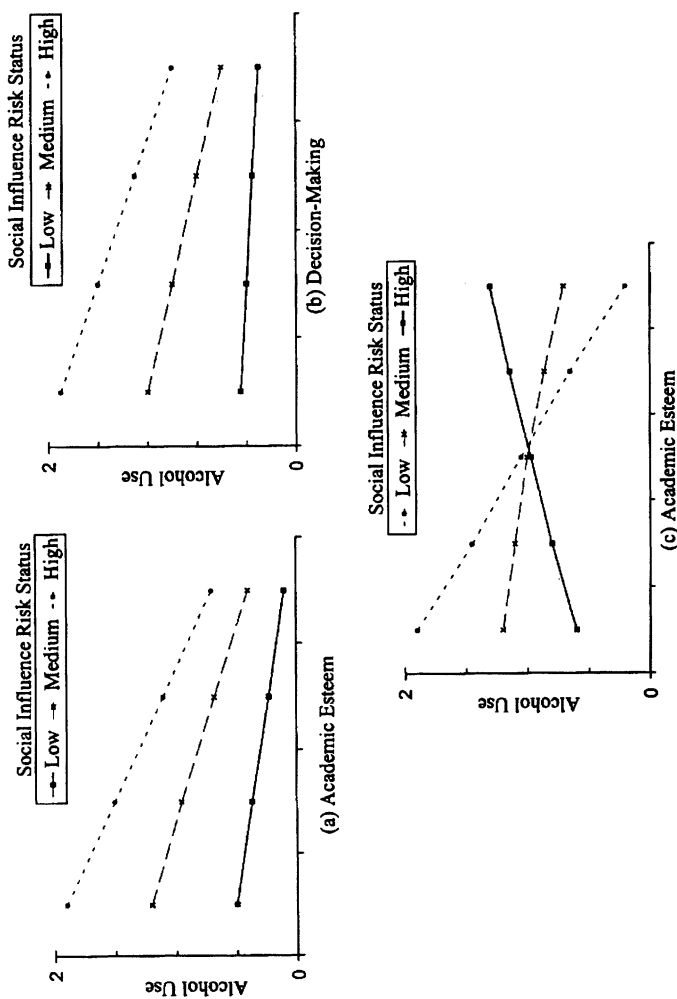 Social Influence Risk Status
Low Medium High
2
Alcohol Use
0
(a) Academic Esteem
Social Influence Risk Status
Low Medium High
2
Alcohol Use
0
(b) Decision-Making
Social Influence Risk Status
Low Medium High
2
Alcohol Use
0
(c) Academic Esteem